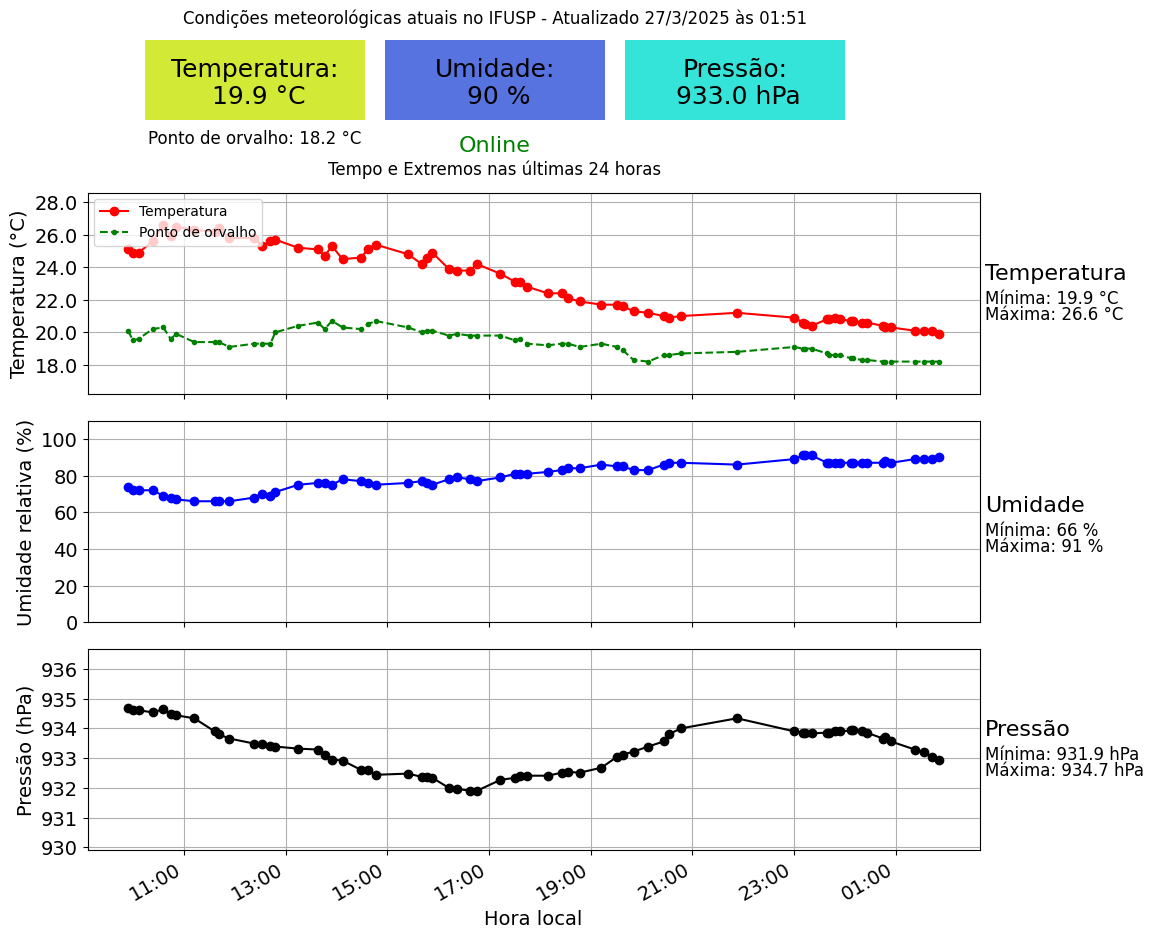 Condições meteorológicas atuais no IFUSP - Atualizado 27/3/2025 às 01:51
Temperatura:
19.9 °C
Umidade:
90 %
Pressão:
933.0 hPa
Ponto de orvalho: 18.2 °C
Online
Tempo e Extremos nas últimas 24 horas
Temperatura (°C)
28.0
26.0
24.0
22.0
20.0
18.0
Temperatura
Ponto de orvalho
Temperatura
Mínima: 19.9 °C
Máxima: 26.6 °C
Umidade relativa (%)
100
80
60
40
20
0
Umidade
Mínima: 66 %
Máxima: 91 %
Pressão (hPa)
936
935
934
933
932
931
930
Pressão
Mínima: 931.9 hPa
Máxima: 934.7 hPa
11:00
13:00
15:00
17:00
19:00
21:00
23:00
01:00
Hora local